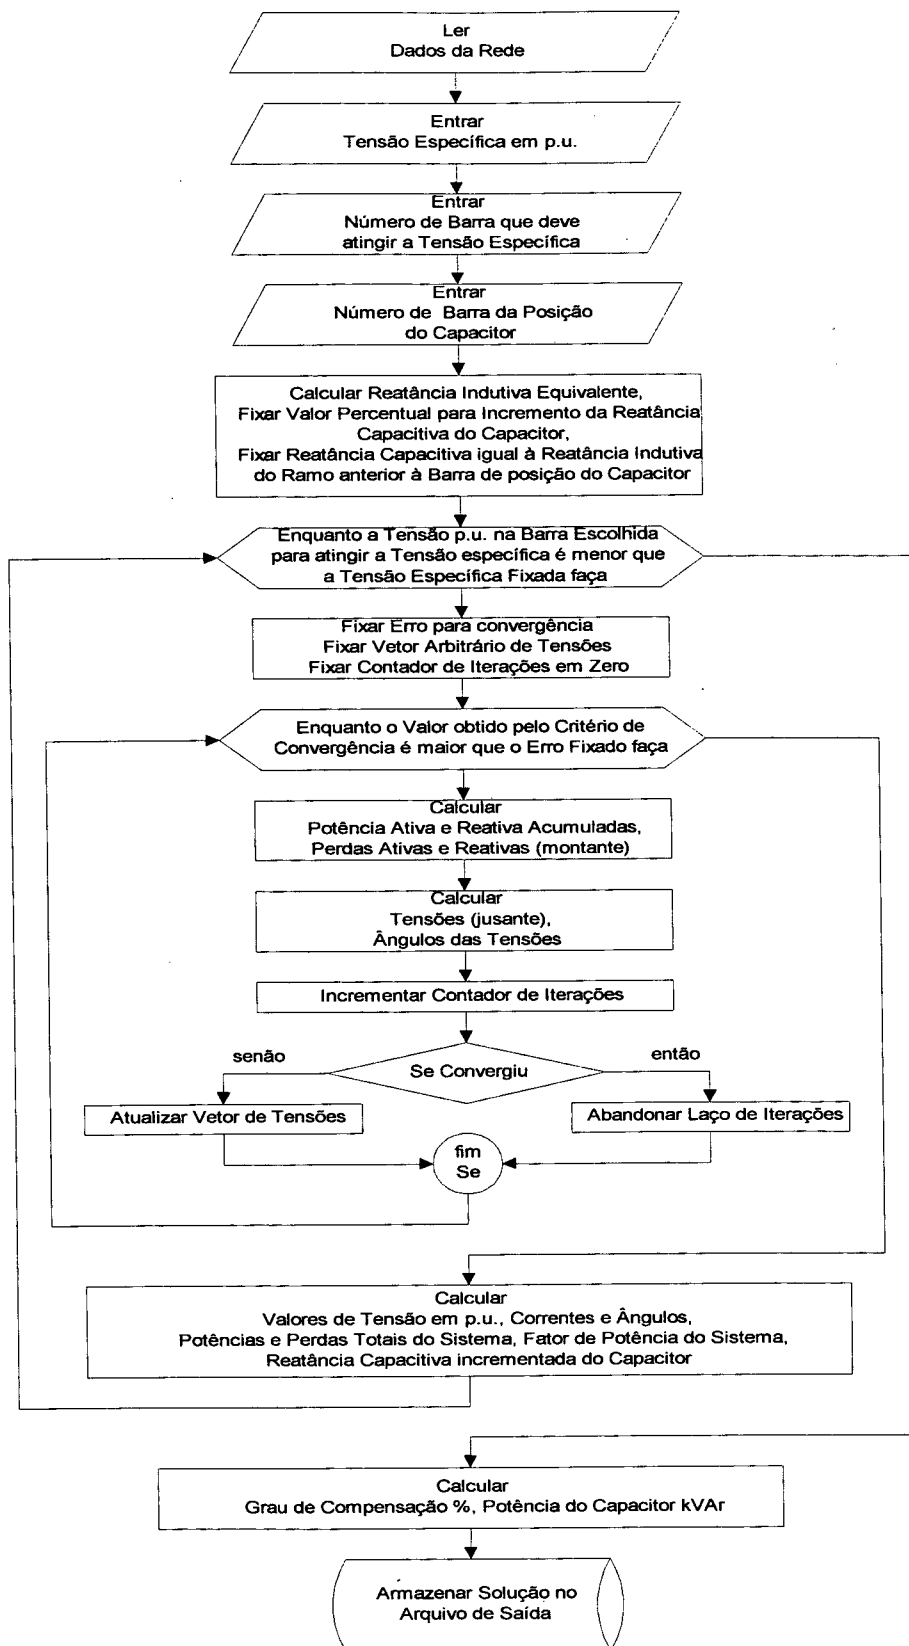 Ler
Dados da Rede
Entrar
Tensão Específica em p.u.
Entrar
Número de Barra que deve
atingir a Tensão Específica
Entrar
Número de Barra da Posição
do Capacitor
Calcular Reatância Indutiva Equivalente,
Fixar Valor Percentual para Incremento da Reatância
Capacitiva do Capacitor,
Fixar Reatância Capacitiva igual à Reatância Indutiva
do Ramo anterior à Barra de posição do Capacitor
Enquanto a Tensão p.u. na Barra Escolhida
para atingir a Tensão específica é menor que
a Tensão Específica Fixada faça
Fixar Erro para convergência
Fixar Vetor Arbitrário de Tensões
Fixar Contador de Iterações em Zero
Enquanto o Valor obtido pelo Critério de
Convergência é maior que o Erro Fixado faça
Calcular
Potência Ativa e Reativa Acumuladas,
Perdas Ativas e Reativas (montante)
Calcular
Tensões (jusante),
Ângulos das Tensões
Incrementar Contador de Iterações
senão
então
Se Convergiu
Atualizar Vetor de Tensões
Abandonar Laço de Iterações
fim
Se
Calcular
Valores de Tensão em p.u., Correntes e Ângulos,
Potências e Perdas Totais do Sistema, Fator de Potência do Sistema,
Reatância Capacitiva incrementada do Capacitor
Calcular
Grau de Compensação %, Potência do Capacitor kVAr
Armazenar Solução no
Arquivo de Saída